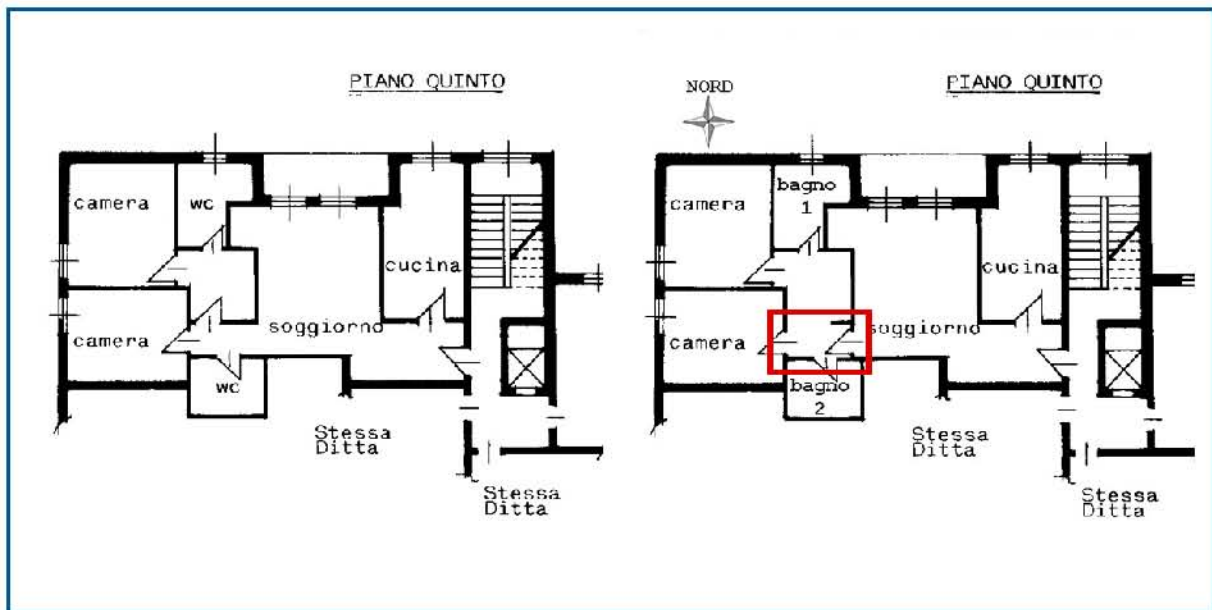 PIANO QUINTO
camera
wc
cucina
camera
soggiorno
wc
Stessa
Ditta
Stessa
Ditta
PIANO QUINTO
NORD
camera
bagno
1
cucina
camera
soggiorno
bagno
2
Stessa
Ditta
Stessa
Ditta